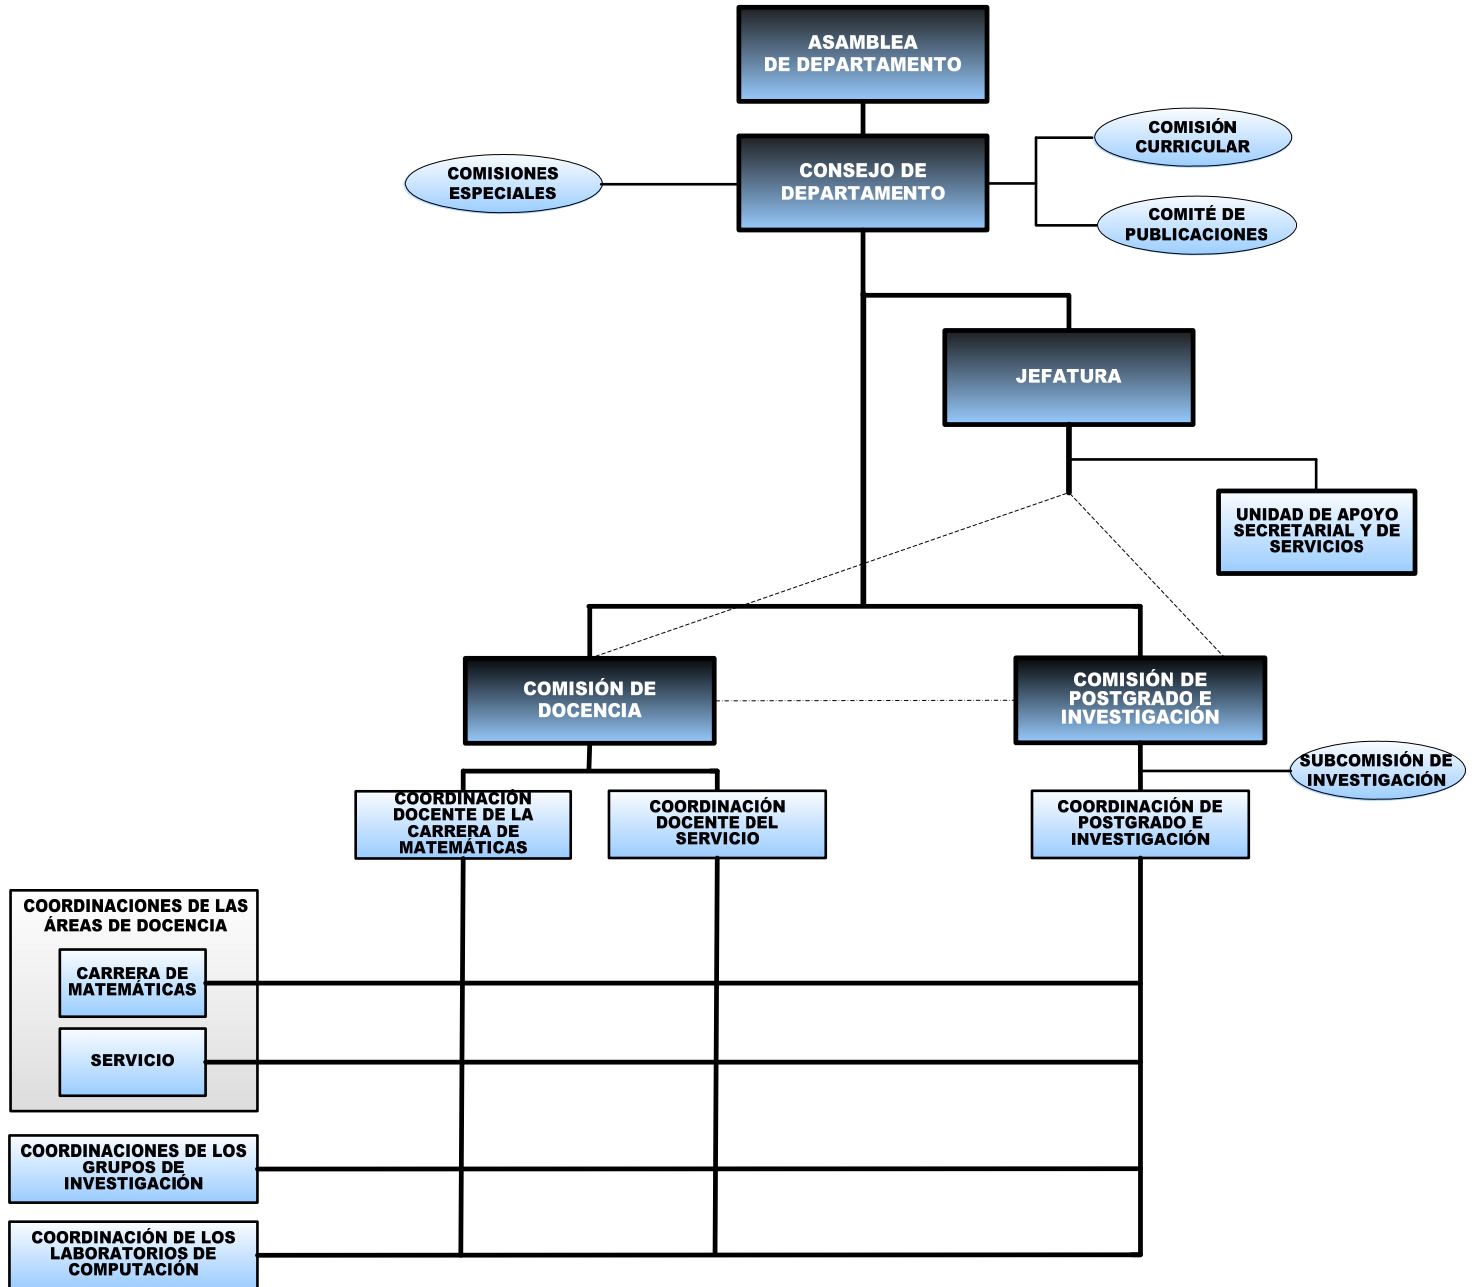 ASAMBLEA
DE DEPARTAMENTO
COMISIÓN
CURRICULAR
CONSEJO DE
DEPARTAMENTO
COMISIONES
ESPECIALES
COMITÉ DE
PUBLICACIONES
JEFATURA
UNIDAD DE APOYO
SECRETARIAL Y DE
SERVICIOS
COMISIÓN DE
DOCENCIA
COMISIÓN DE
POSTGRADO E
INVESTIGACIÓN
SUBCOMISIÓN DE
INVESTIGACIÓN
COORDINACIÓN
DOCENTE DE LA
CARRERA DE
MATEMÁTICAS
COORDINACIÓN
DOCENTE DEL
SERVICIO
COORDINACIÓN DE
POSTGRADO E
INVESTIGACIÓN
COORDINACIONES DE LAS
ÁREAS DE DOCENCIA
CARRERA DE
MATEMÁTICAS
SERVICIO
COORDINACIONES DE LOS
GRUPOS DE
INVESTIGACIÓN
COORDINACIÓN DE LOS
LABORATORIOS DE
COMPUTACIÓN